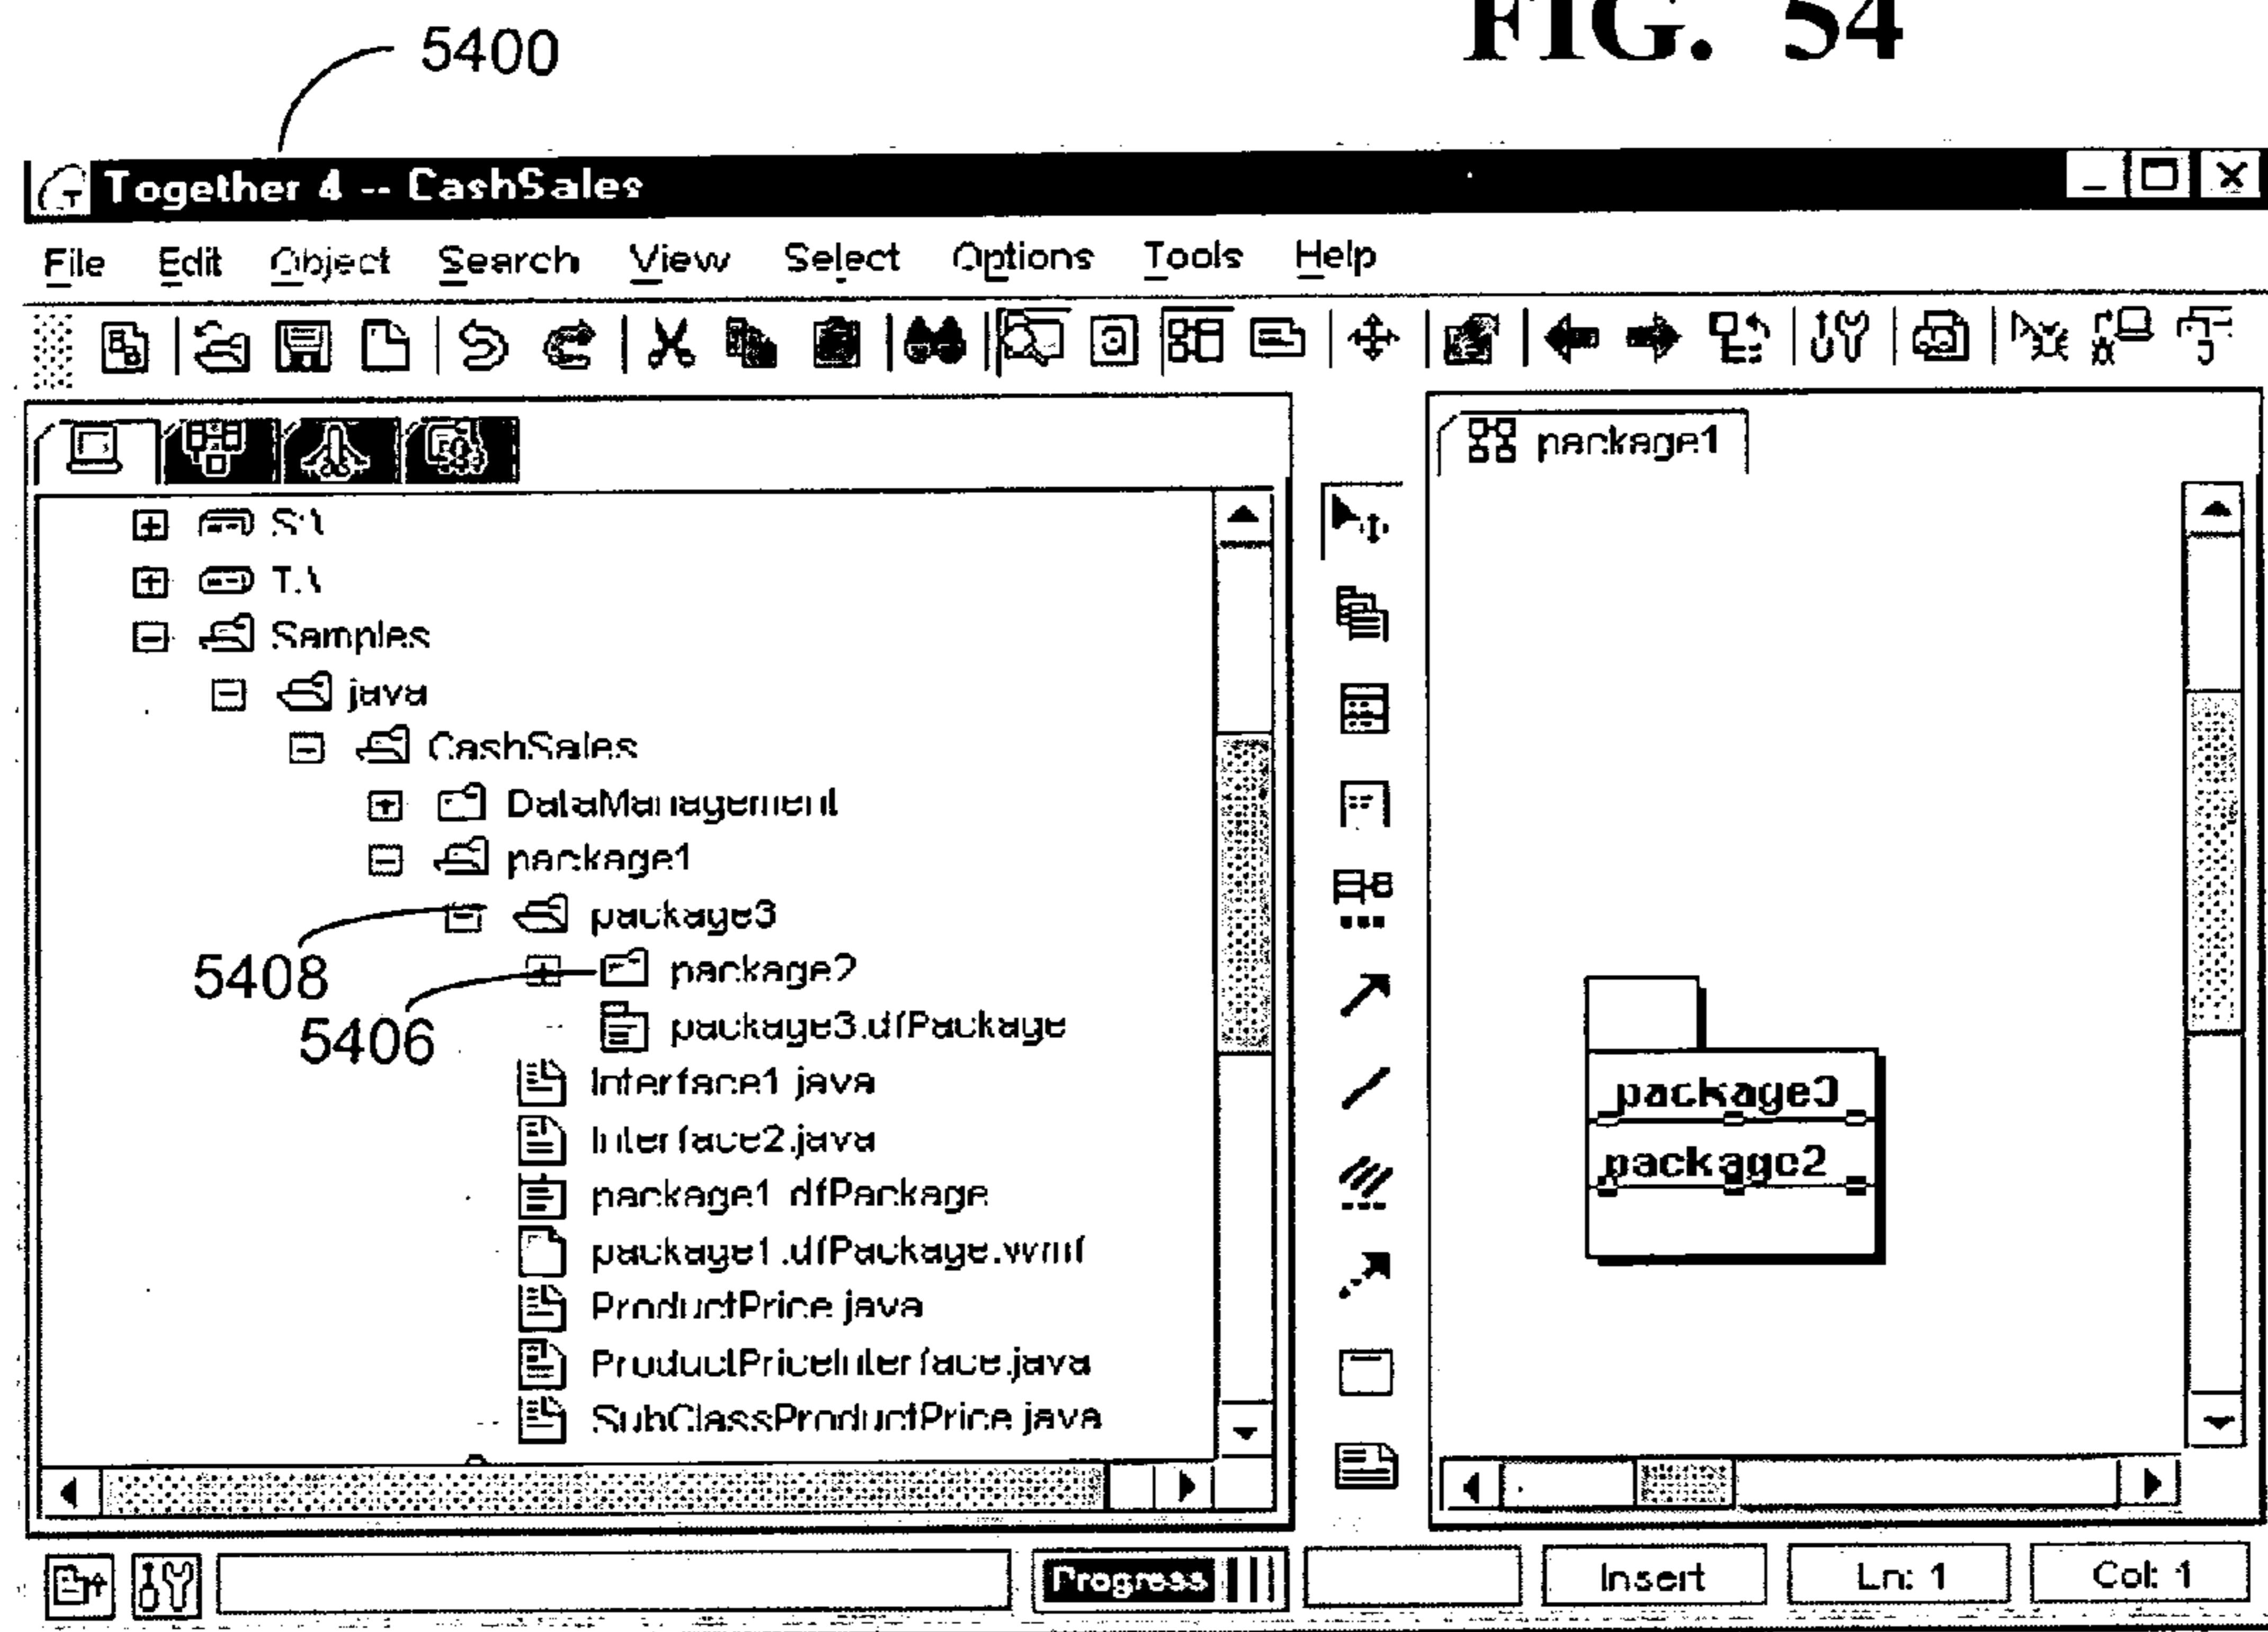 FIG. 54
5400
Together 4 -- CashSales
File Edit Object Search View Select Options Tools Help
package1
S:\
T:\
Samples
java
CashSales
DataManagement
package1
package3
5408
package2
5406
package3.dfPackage
Interface1.java
Interface2.java
package1.dfPackage
package1.dfPackage.wmf
ProductPrice.java
ProductPriceInterface.java
SubClassProductPrice.java
package3
package2
Progress
Insert
Ln: 1
Col: 1